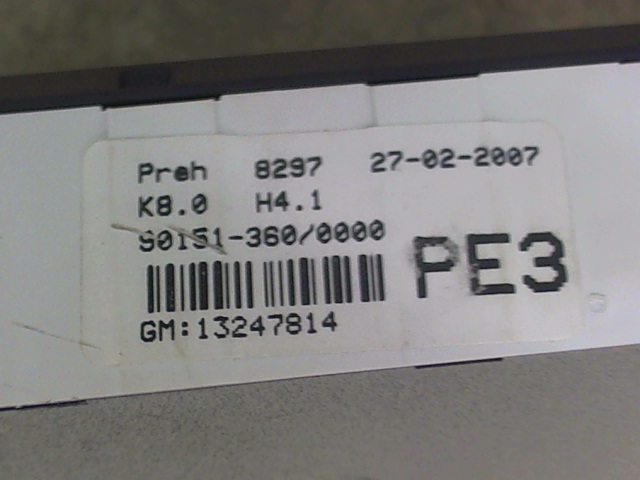 Preh 8297 27-02-2007
K8.0 H4.1
S0151-360/0000
PE3
GM:13247814